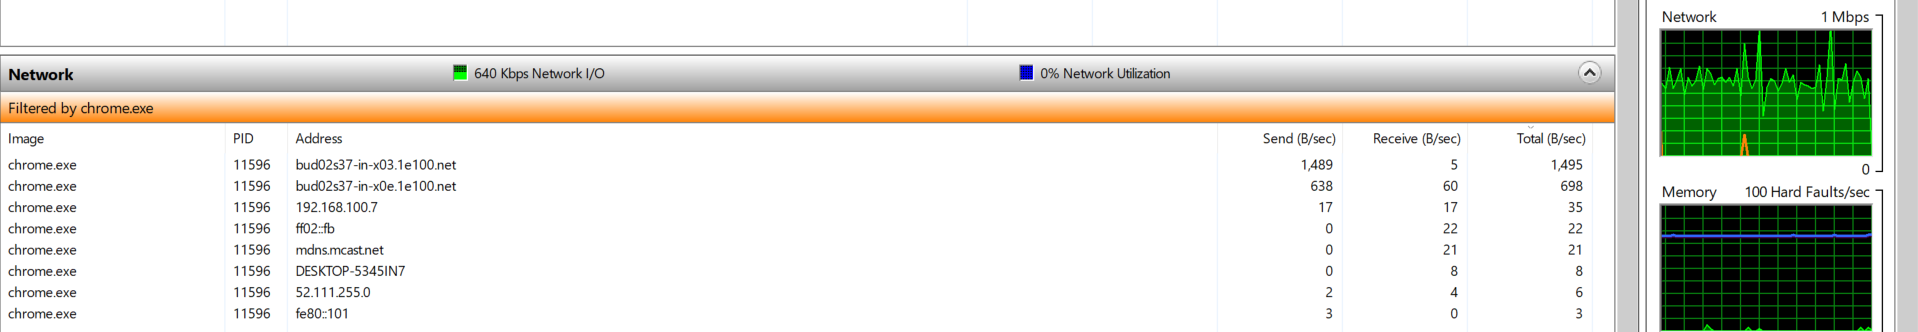 Network 640 Kbps Network I/O 0% Network Utilization
Filtered by chrome.exe
Image PID Address Send (B/sec) Receive (B/sec) Total (B/sec)
chrome.exe 11596 bud02s37-in-x03.1e100.net 1,489 5 1,495
chrome.exe 11596 bud02s37-in-x0e.1e100.net 638 60 698
chrome.exe 11596 192.168.100.7 17 17 35
chrome.exe 11596 ff02::fb 0 22 22
chrome.exe 11596 mdns.mcast.net 0 21 21
chrome.exe 11596 DESKTOP-5345IN7 0 8 8
chrome.exe 11596 52.111.255.0 2 4 6
chrome.exe 11596 fe80::101 3 0 3
Network 1 Mbps
0
Memory 100 Hard Faults/sec